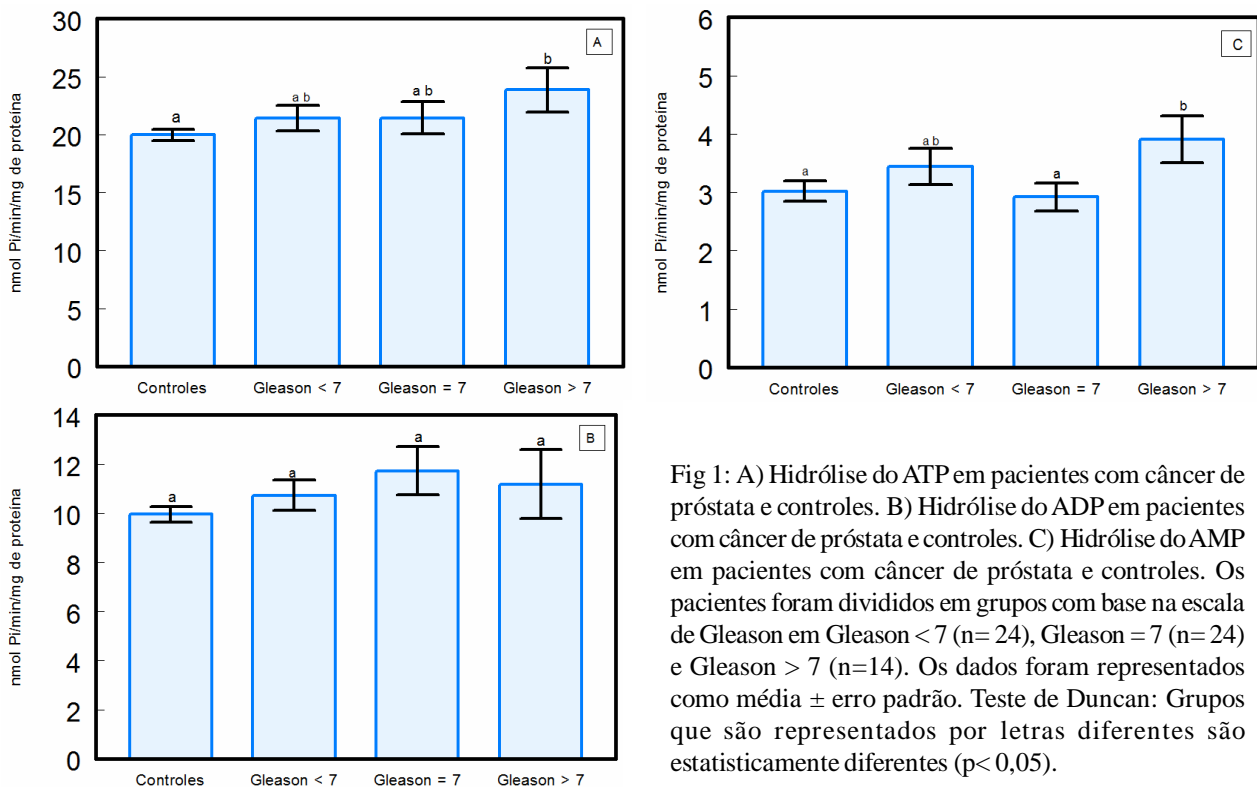 30
25
20
15
10
5
0
nmol Pi/min/mg de proteína
A
a
a b
a b
b
Controles
Gleason < 7
Gleason = 7
Gleason > 7
6
5
4
3
2
1
0
nmol Pi/min/mg de proteína
C
a
a b
a
b
Controles
Gleason < 7
Gleason = 7
Gleason > 7
14
12
10
8
6
4
2
0
nmol Pi/min/mg de proteína
B
a
a
a
a
Controles
Gleason < 7
Gleason = 7
Gleason > 7
Fig 1: A) Hidrólise do ATP em pacientes com câncer de
próstata e controles. B) Hidrólise do ADP em pacientes
com câncer de próstata e controles. C) Hidrólise do AMP
em pacientes com câncer de próstata e controles. Os
pacientes foram divididos em grupos com base na escala
de Gleason em Gleason < 7 (n= 24), Gleason = 7 (n= 24)
e Gleason > 7 (n=14). Os dados foram representados
como média ± erro padrão. Teste de Duncan: Grupos
que são representados por letras diferentes são
estatisticamente diferentes (p< 0,05).